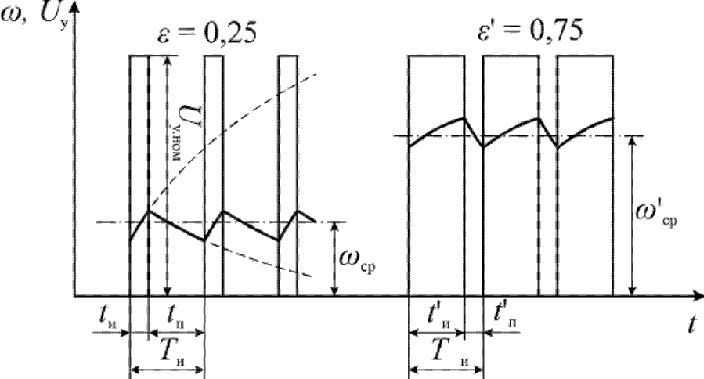 ω, Uу
ε = 0,25
ε' = 0,75
Uу.ном
ωср
ω'ср
tи
tп
t'и
t'п
t
Tи
Tи